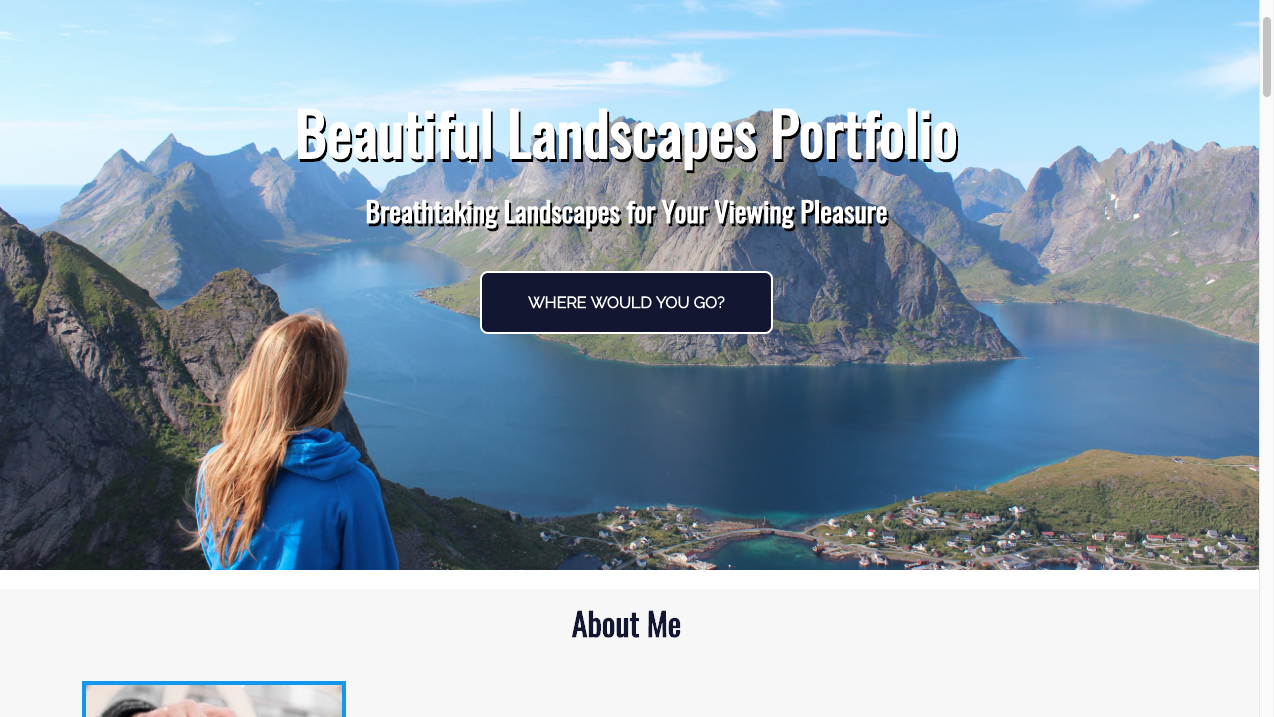 Beautiful Landscapes Portfolio
Breathtaking Landscapes for Your Viewing Pleasure
WHERE WOULD YOU GO?
About Me